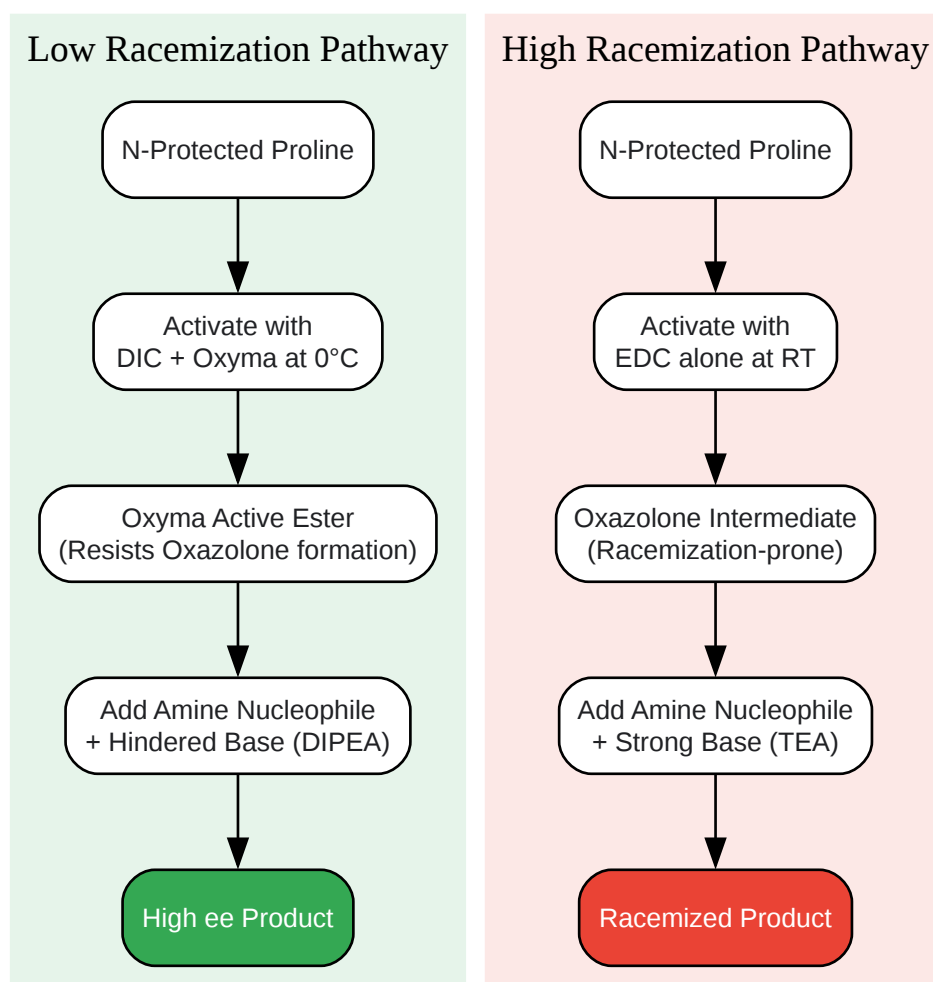 Low Racemization Pathway
N-Protected Proline
Activate with
DIC + Oxyma at 0°C
Oxyma Active Ester
(Resists Oxazolone formation)
Add Amine Nucleophile
+ Hindered Base (DIPEA)
High ee Product
High Racemization Pathway
N-Protected Proline
Activate with
EDC alone at RT
Oxazolone Intermediate
(Racemization-prone)
Add Amine Nucleophile
+ Strong Base (TEA)
Racemized Product